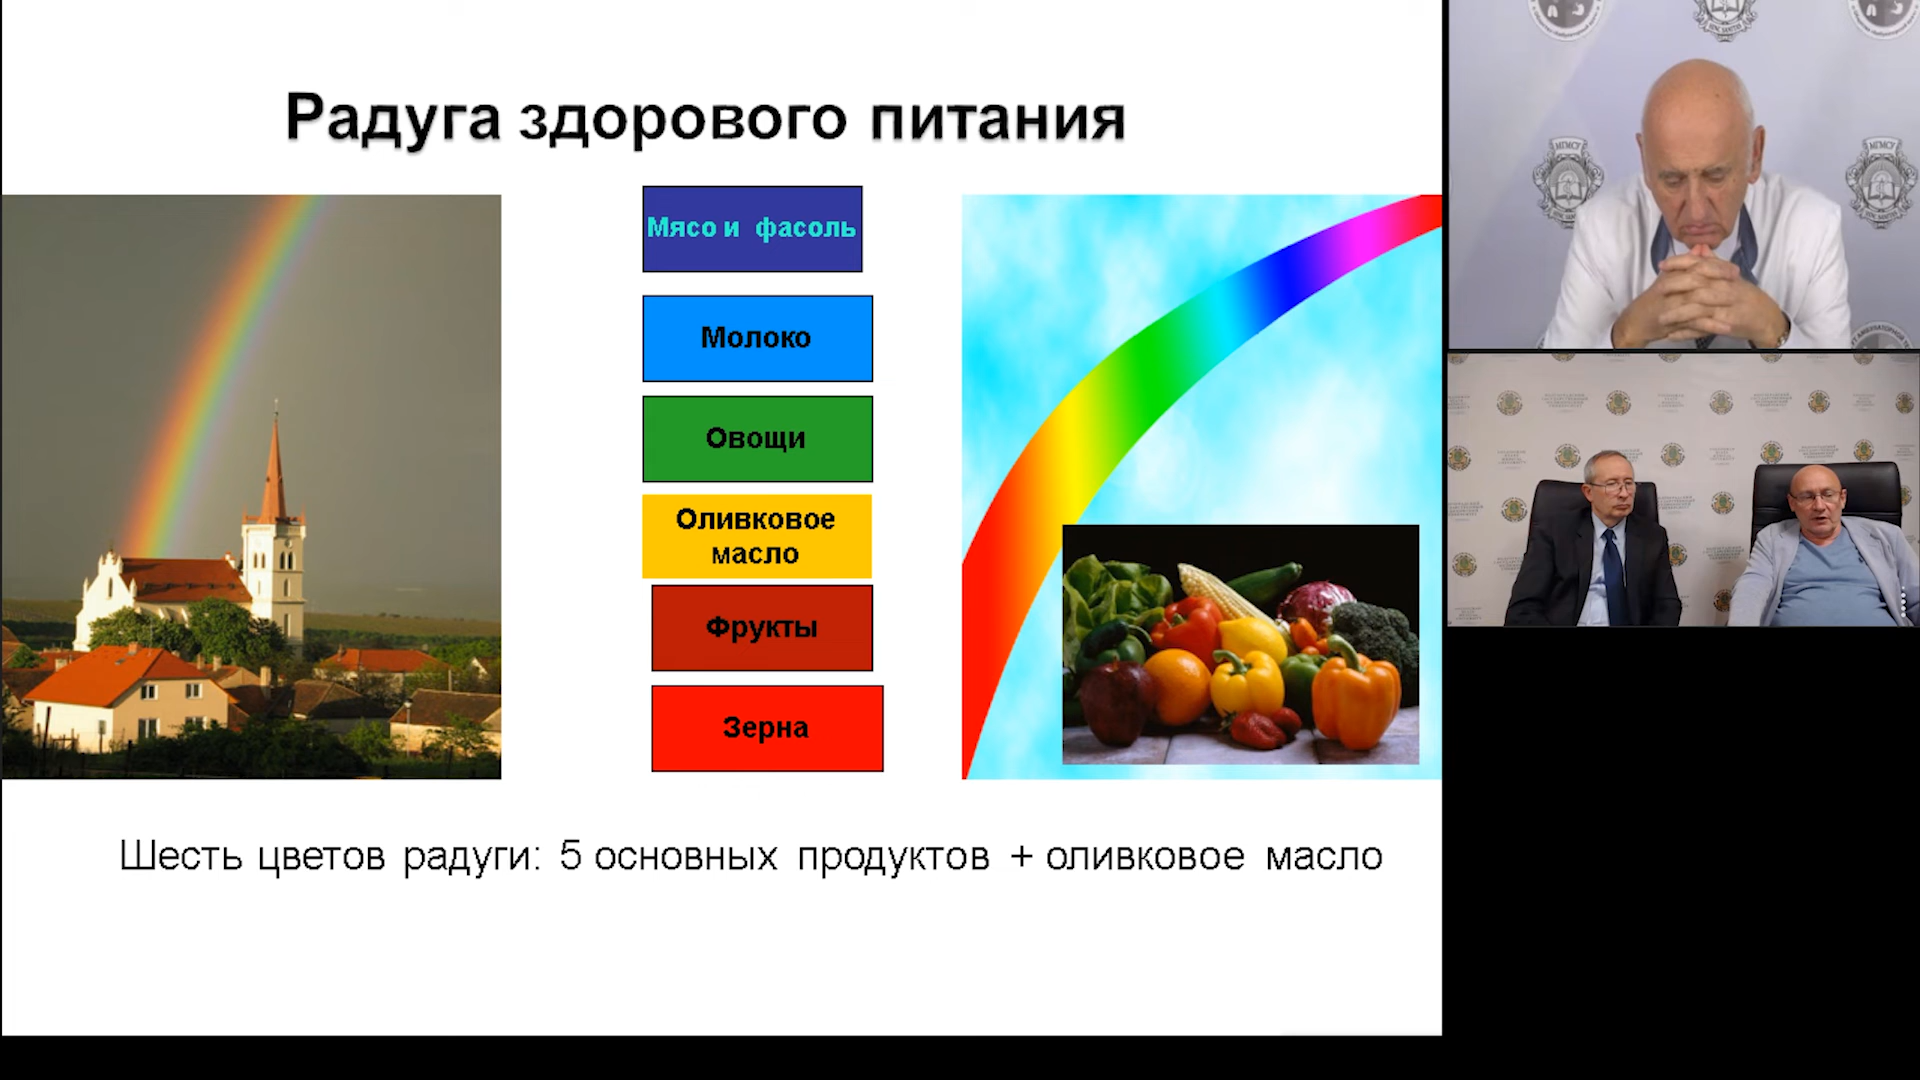 Радуга здорового питания
Мясо и фасоль
Молоко
Овощи
Оливковое
масло
Фрукты
Зерна
Шесть цветов радуги: 5 основных продуктов + оливковое масло
МГМСУ